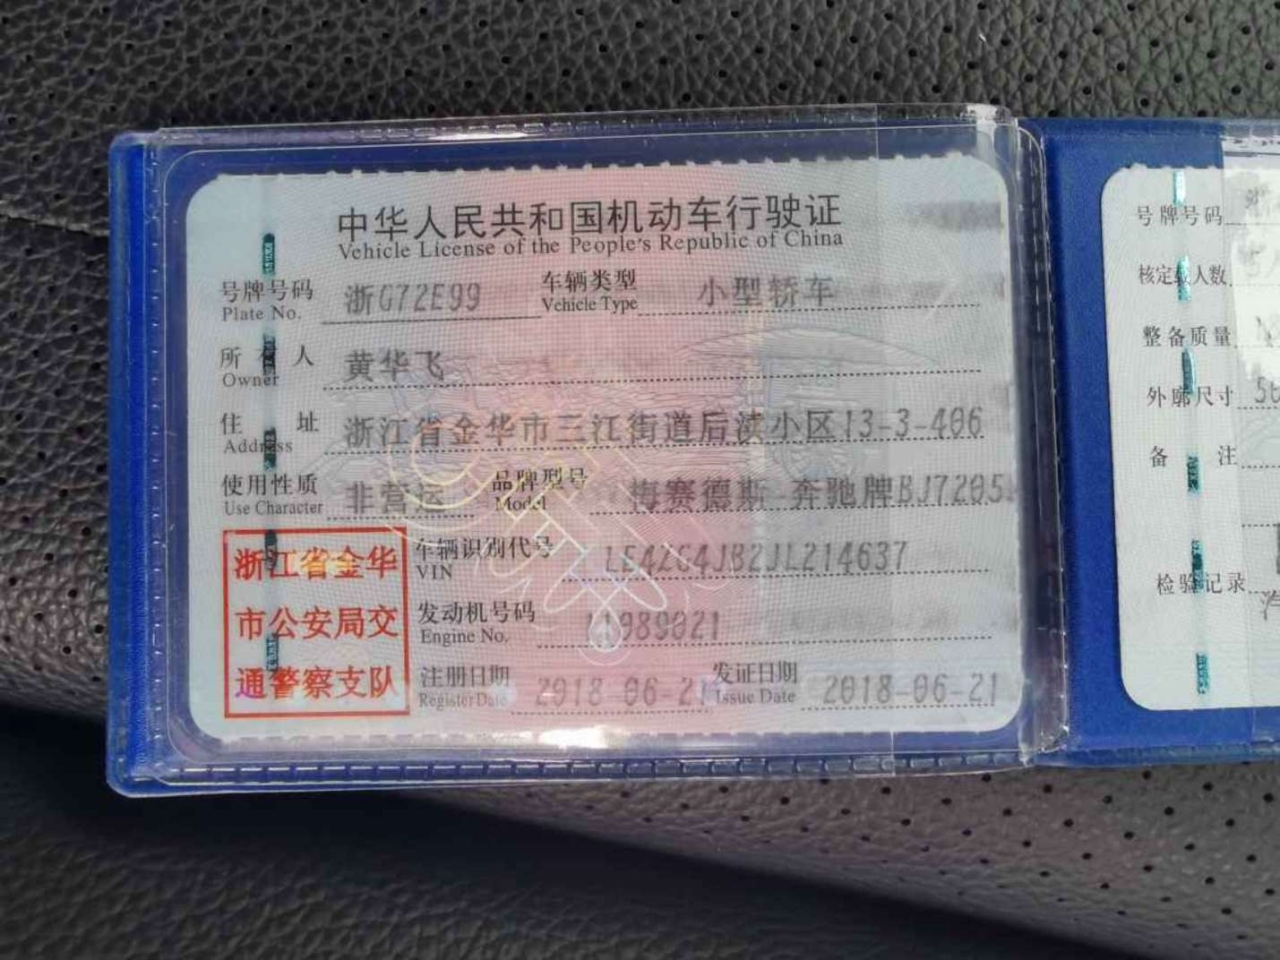 中华人民共和国机动车行驶证
Vehicle License of the People's Republic of China
号牌号码 浙G72E99 车辆类型 小型轿车
Plate No. Vehicle Type
所有人 黄华飞
Owner
住址 浙江省金华市三江街道后渎小区13-3-406
Address
使用性质 非营运 品牌型号 梅赛德斯-奔驰牌BJ7205
Use Character Model
车辆识别代号 LE4ZG4JB2JL214637
VIN
发动机号码
Engine No.
注册日期 2018-06-21 发证日期 2018-06-21
Register Date Issue Date
浙江省金华
市公安局交
通警察支队
号牌号码
核定载人数
整备质量
外廓尺寸
备注
检验记录